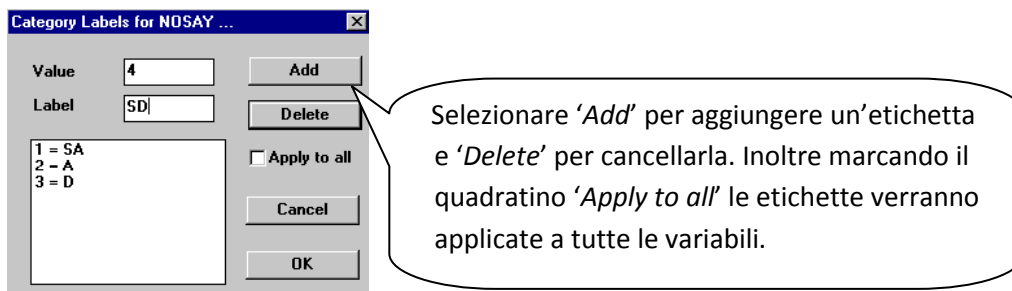 Category Labels for NOSAY ...
Value 4 Add
Label SD Delete
1 = SA
2 = A
3 = D
Apply to all
Cancel
OK
Selezionare ‘Add’ per aggiungere un’etichetta
e ‘Delete’ per cancellarla. Inoltre marcando il
quadratino ‘Apply to all’ le etichette verranno
applicate a tutte le variabili.